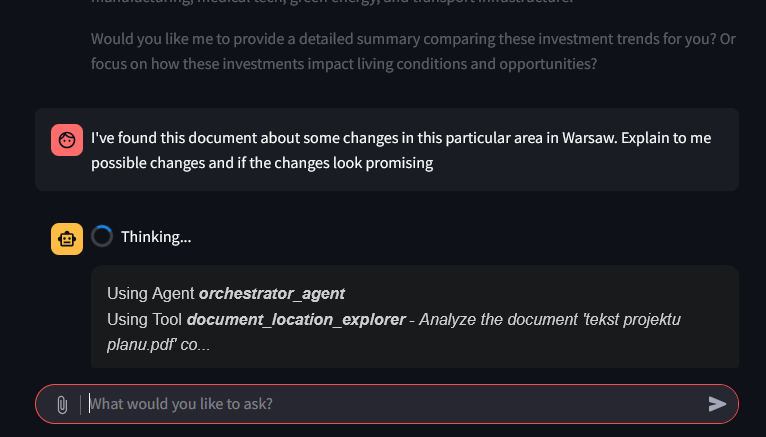 manufacturing, medical tech, green energy, and transport infrastructure.
Would you like me to provide a detailed summary comparing these investment trends for you? Or
focus on how these investments impact living conditions and opportunities?
I've found this document about some changes in this particular area in Warsaw. Explain to me
possible changes and if the changes look promising
Thinking...
Using Agent orchestrator_agent
Using Tool document_location_explorer - Analyze the document 'tekst projektu
planu.pdf' co...
What would you like to ask?